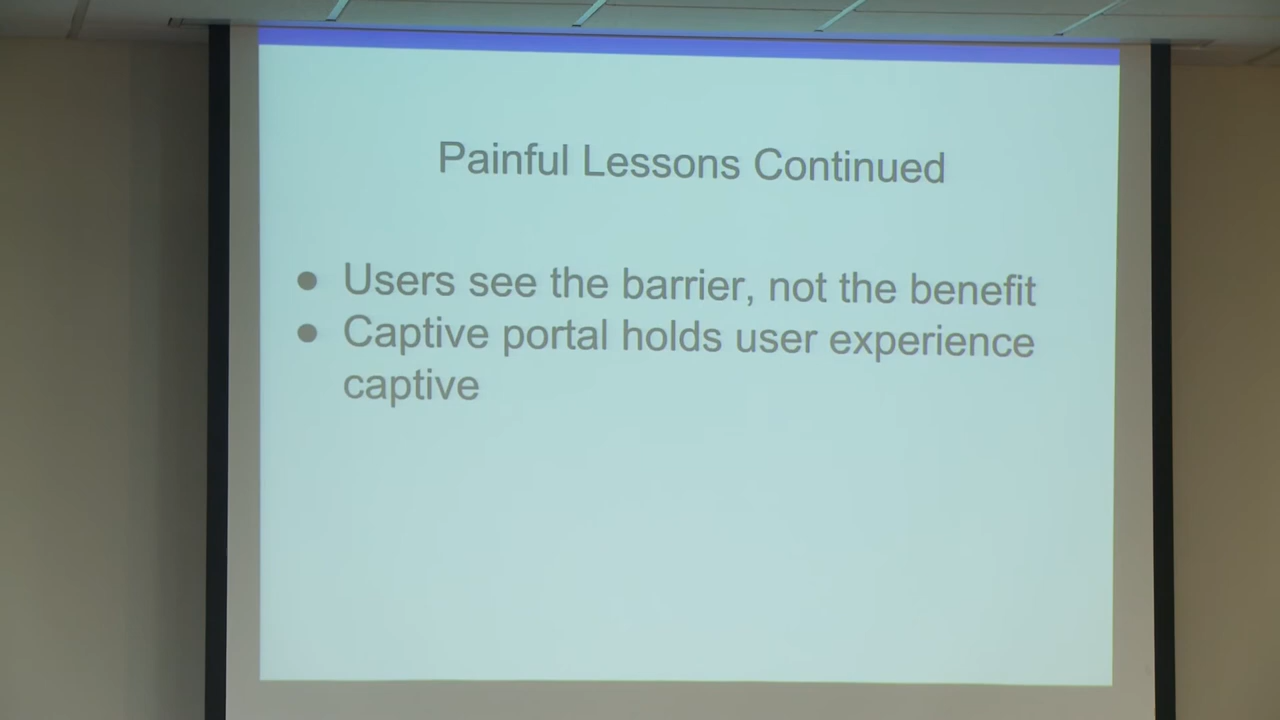 Painful Lessons Continued
● Users see the barrier, not the benefit
● Captive portal holds user experience
captive